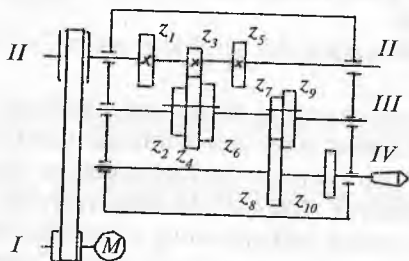 z₁ z₃ z₅
II II
z₇ z₉
III
z₂ z₄ z₆
IV
z₈ z₁₀
I M